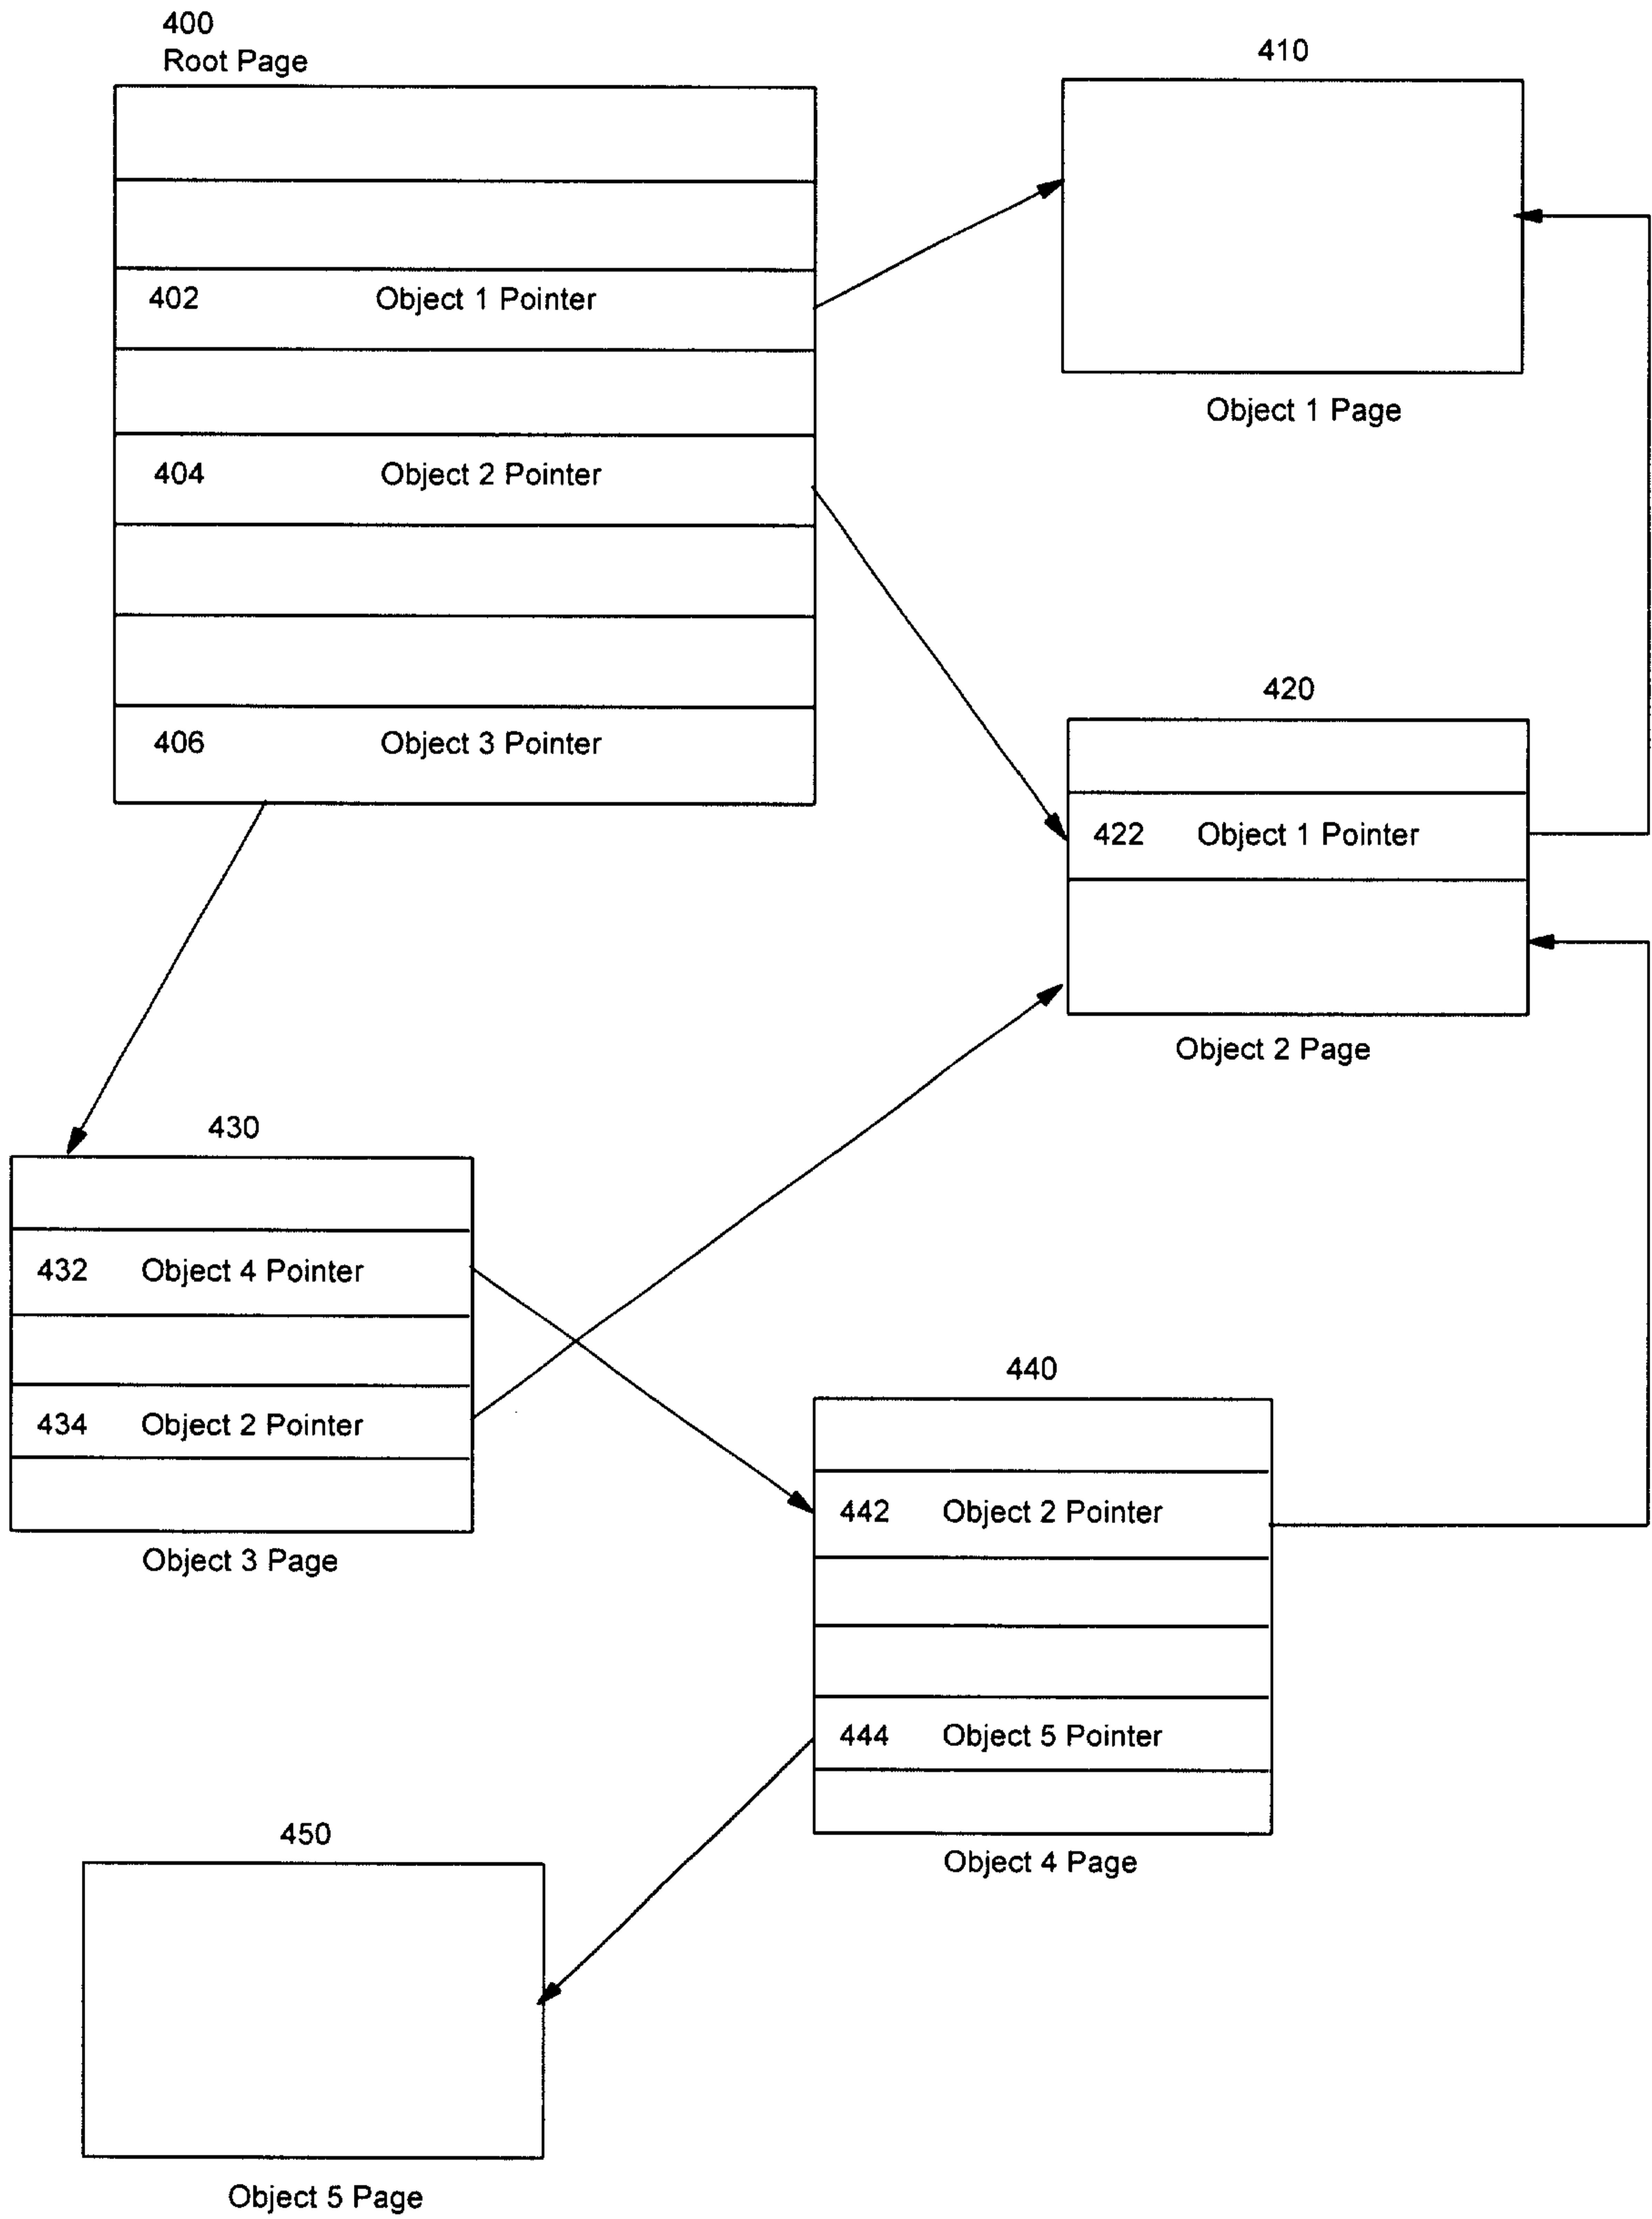 400
Root Page
410
402 Object 1 Pointer
Object 1 Page
404 Object 2 Pointer
420
406 Object 3 Pointer
422 Object 1 Pointer
Object 2 Page
430
432 Object 4 Pointer
440
434 Object 2 Pointer
442 Object 2 Pointer
Object 3 Page
444 Object 5 Pointer
450
Object 4 Page
Object 5 Page